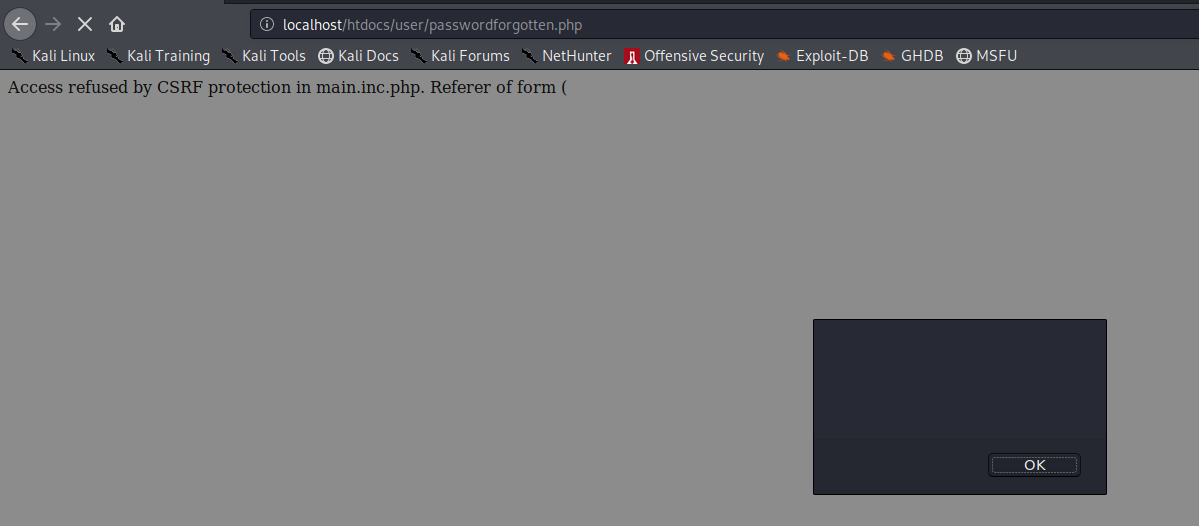 localhost/htdocs/user/passwordforgotten.php
Kali Linux Kali Training Kali Tools Kali Docs Kali Forums NetHunter Offensive Security Exploit-DB GHDB MSFU
Access refused by CSRF protection in main.inc.php. Referer of form (
OK